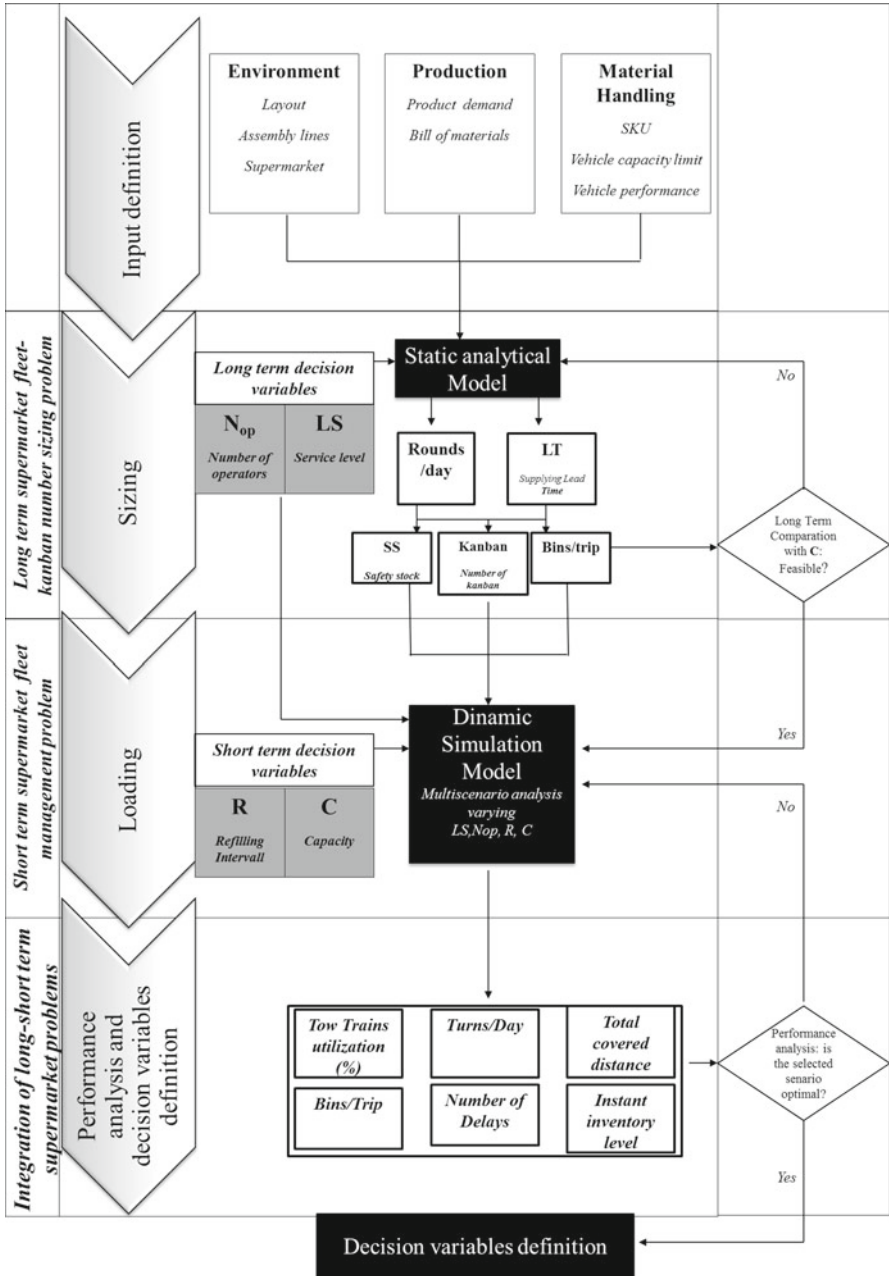 Environment
Layout
Assembly lines
Supermarket
Production
Product demand
Bill of materials
Material
Handling
SKU
Vehicle capacity limit
Vehicle performance
Input definition
Long term supermarket fleet-
kanban number sizing problem
Sizing
Long term decision
variables
Nop
Number of
operators
LS
Service level
Static analytical
Model
Rounds
/day
LT
Supplying Lead
Time
SS
Safety stock
Kanban
Number of
kanban
Bins/trip
No
Long Term
Comparation
with C:
Feasible?
Yes
Short term supermarket fleet
management problem
Loading
Short term decision
variables
R
Refilling
Intervall
C
Capacity
Dinamic
Simulation
Model
Multiscenario analysis
varying
LS,Nop, R, C
No
Integration of long-short term
supermarket problems
Performance
analysis and
decision variables
definition
Tow Trains
utilization
(%)
Turns/Day
Total
covered
distance
Bins/Trip
Number of
Delays
Instant
inventory
level
Performance
analysis: is
the selected
senario
optimal?
Yes
Decision variables definition